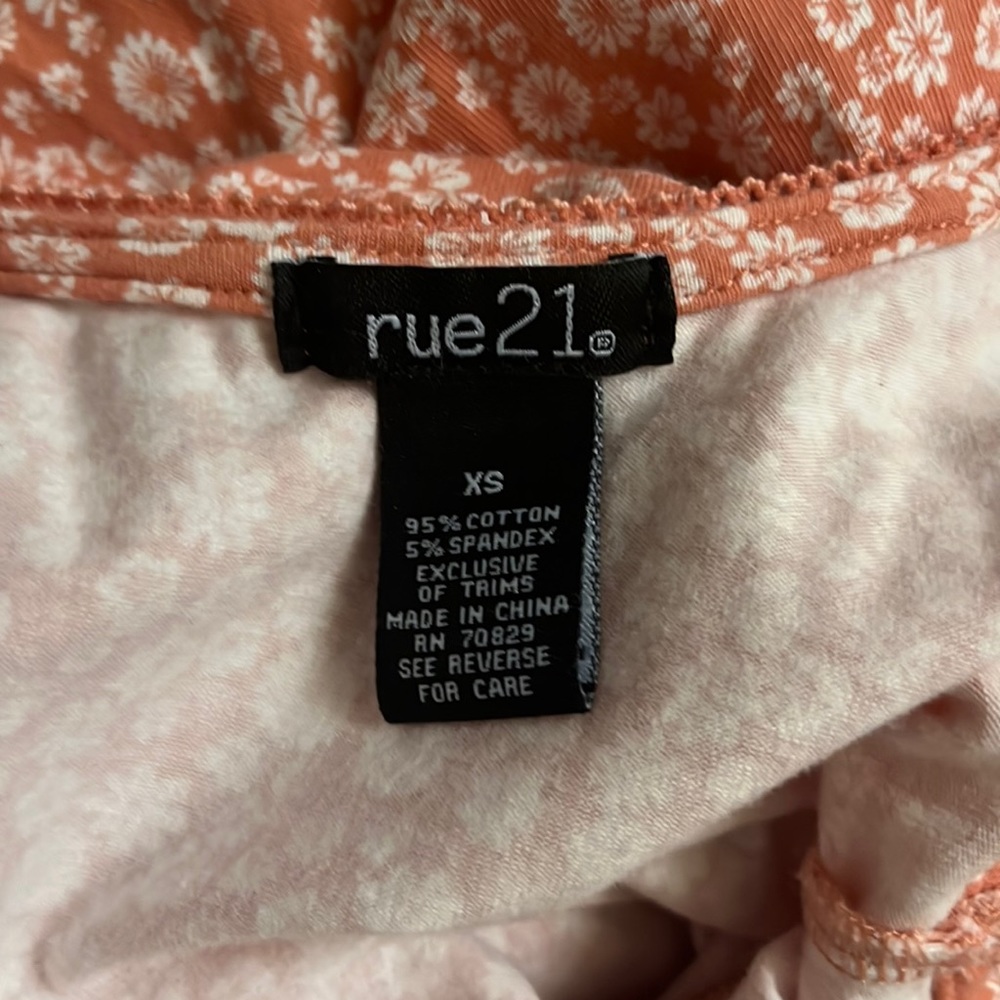 rue21®
XS
95% COTTON
5% SPANDEX
EXCLUSIVE
OF TRIMS
MADE IN CHINA
RN 70829
SEE REVERSE
FOR CARE